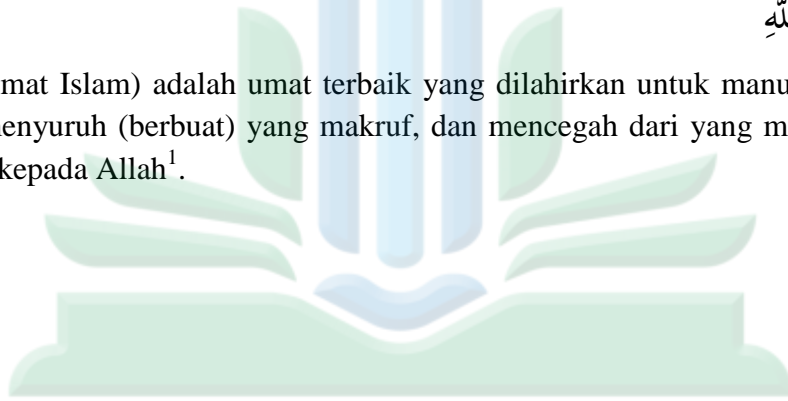 للهِ
mat Islam) adalah umat terbaik yang dilahirkan untuk manu
enyuruh (berbuat) yang makruf, dan mencegah dari yang m
kepada Allah¹.